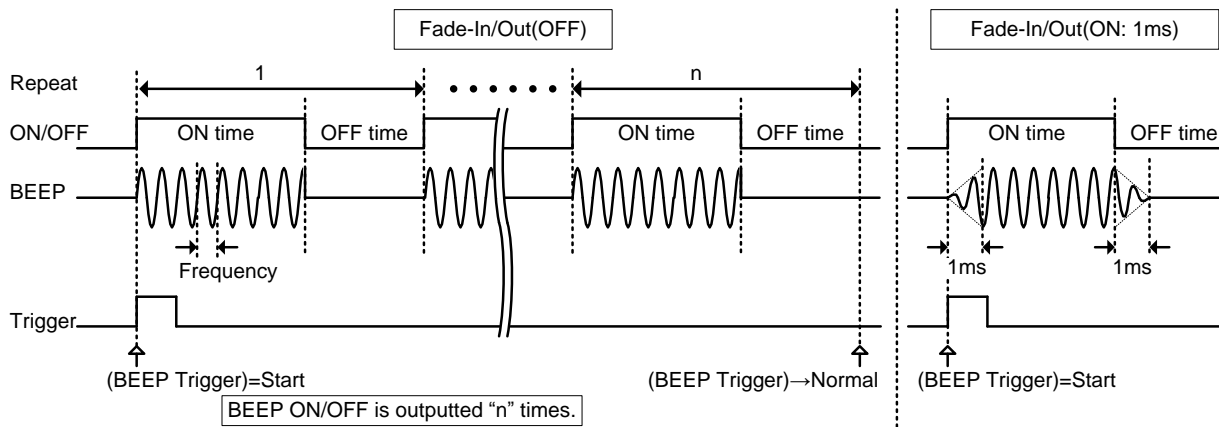 Fade-In/Out(OFF)
Fade-In/Out(ON: 1ms)
Repeat
1
n
ON/OFF
ON time
OFF time
ON time
OFF time
ON time
OFF time
BEEP
Frequency
1ms
1ms
Trigger
(BEEP Trigger)=Start
(BEEP Trigger)→Normal
(BEEP Trigger)=Start
BEEP ON/OFF is outputted “n” times.